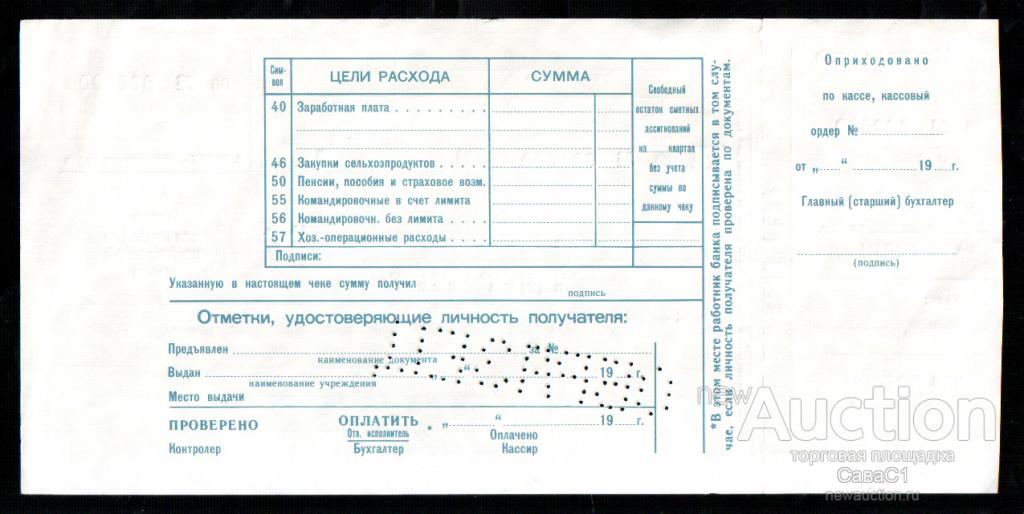 Сим-
вол
ЦЕЛИ РАСХОДА
СУММА
40 Заработная плата . . . . . . . . .
46 Закупки сельхозпродуктов . . . . .
50 Пенсии, пособия и страховое возм.
55 Командировочные в счет лимита
56 Командировочн. без лимита . . . .
57 Хоз.-операционные расходы . . . .
Подписи:
Свободный
остаток сметных
ассигнований
на ____ квартал
без учета
суммы по
данному чеку
Указанную в настоящем чеке сумму получил
подпись
Отметки, удостоверяющие личность получателя:
Предъявлен ........ за № ........
наименование документа
Выдан ........ „....“ ........ 19 .... г.
наименование учреждения
Место выдачи
ПРОВЕРЕНО
Контролер
ОПЛАТИТЬ . „........“ ........ 19 .... г.
Отв. исполнитель
Бухгалтер
Оплачено
Кассир
*В этом месте работник банка подписывается в том слу-
чае, если личность получателя проверена по документам.
Оприходовано
по кассе, кассовый
ордер № ........
от „.....“ ........ 19 .... г.
Главный (старший) бухгалтер
(подпись)
newAuction
торговая площадка
СаваС1
newauction.ru